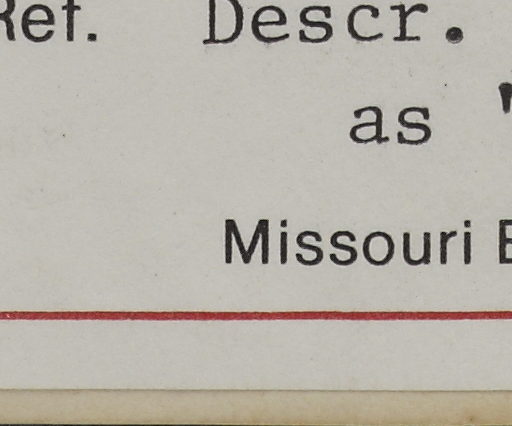 Ref. Descr.
as "
Missouri B